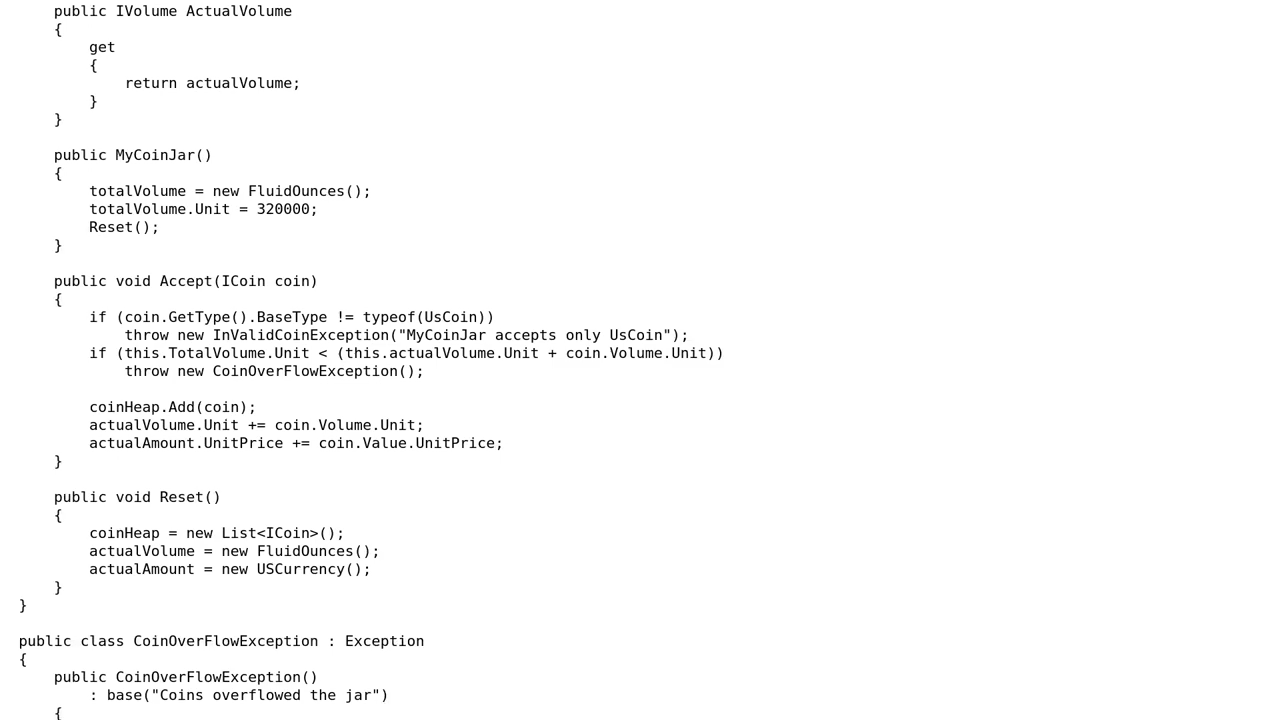 public IVolume ActualVolume
    {
        get
        {
            return actualVolume;
        }
    }

    public MyCoinJar()
    {
        totalVolume = new FluidOunces();
        totalVolume.Unit = 320000;
        Reset();
    }

    public void Accept(ICoin coin)
    {
        if (coin.GetType().BaseType != typeof(UsCoin))
            throw new InValidCoinException("MyCoinJar accepts only UsCoin");
        if (this.TotalVolume.Unit < (this.actualVolume.Unit + coin.Volume.Unit))
            throw new CoinOverFlowException();

        coinHeap.Add(coin);
        actualVolume.Unit += coin.Volume.Unit;
        actualAmount.UnitPrice += coin.Value.UnitPrice;
    }

    public void Reset()
    {
        coinHeap = new List<ICoin>();
        actualVolume = new FluidOunces();
        actualAmount = new USCurrency();
    }
}

public class CoinOverFlowException : Exception
{
    public CoinOverFlowException()
        : base("Coins overflowed the jar")
    {